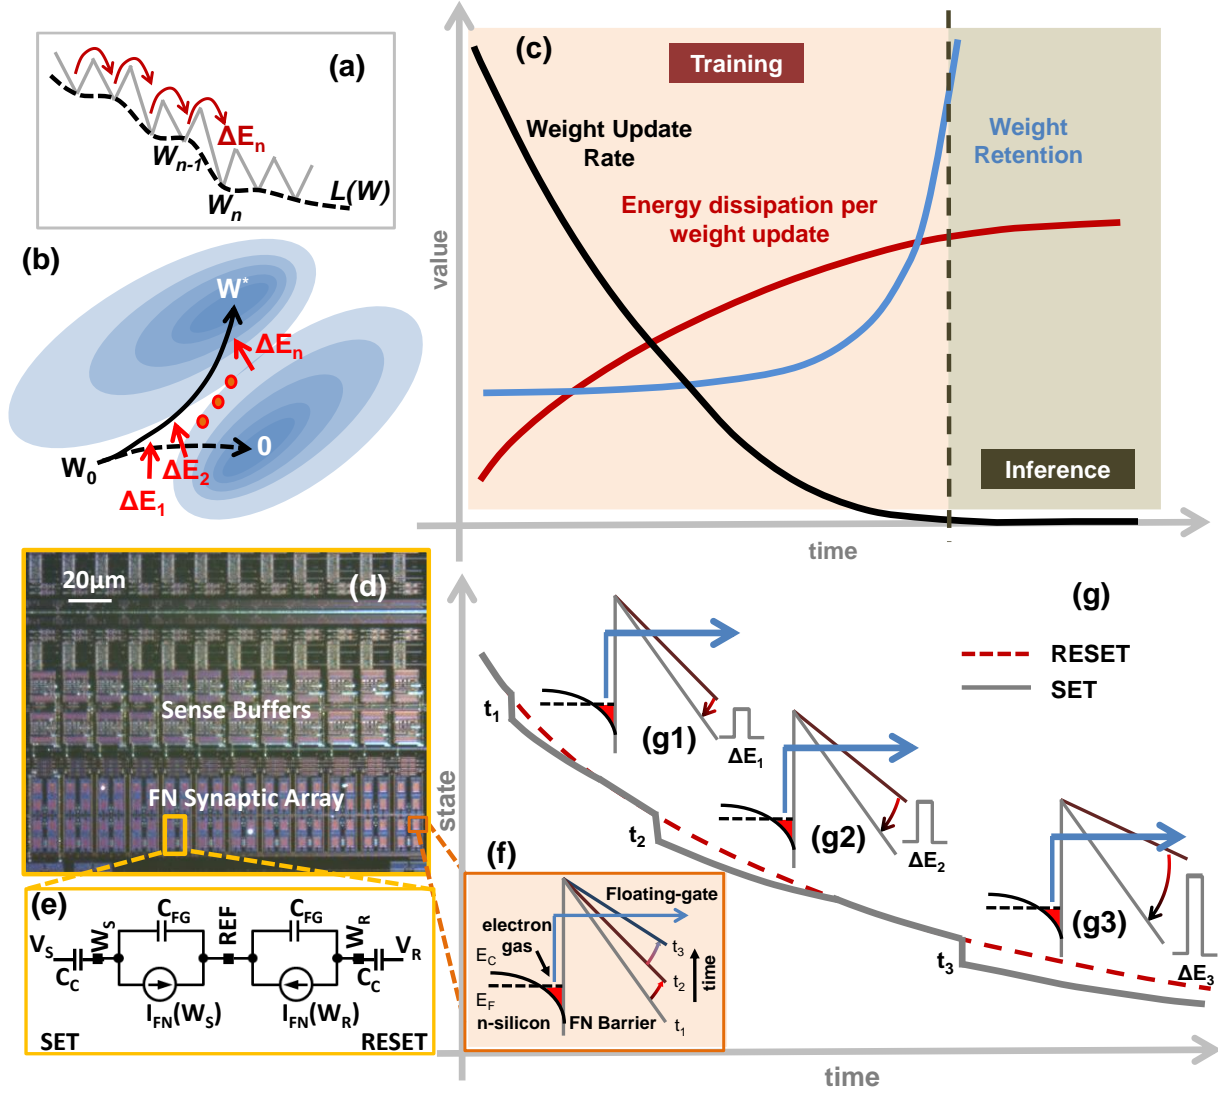 (a)
ΔEn
Wn-1
Wn
L(W)
(b)
W*
ΔEn
0
W0
ΔE2
ΔE1
(c)
value
Training
Weight Update
Rate
Weight
Retention
Energy dissipation per
weight update
Inference
time
20μm
(d)
Sense Buffers
FN Synaptic Array
(e)
CFG
CFG
VS
WS
REF
WR
VR
CC
CC
IFN(WS)
IFN(WR)
SET
RESET
(f)
Floating-gate
electron
gas
EC
EF
t3
t2
t1
time
n-silicon
FN Barrier
state
(g)
RESET
SET
t1
(g1)
ΔE1
t2
(g2)
ΔE2
(g3)
t3
ΔE3
time